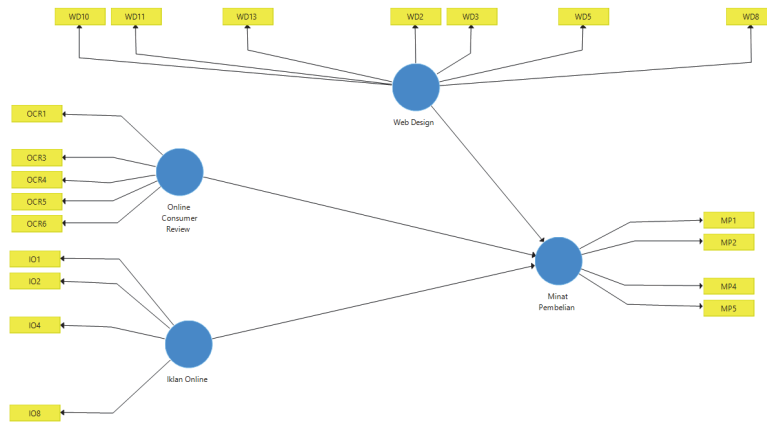 WD10 WD11 WD13 WD2 WD3 WD5 WD8
Web Design
OCR1
OCR3
OCR4
OCR5
OCR6
Online
Consumer
Review
IO1
IO2
IO4
IO8
Iklan Online
MP1
MP2
MP4
MP5
Minat
Pembelian